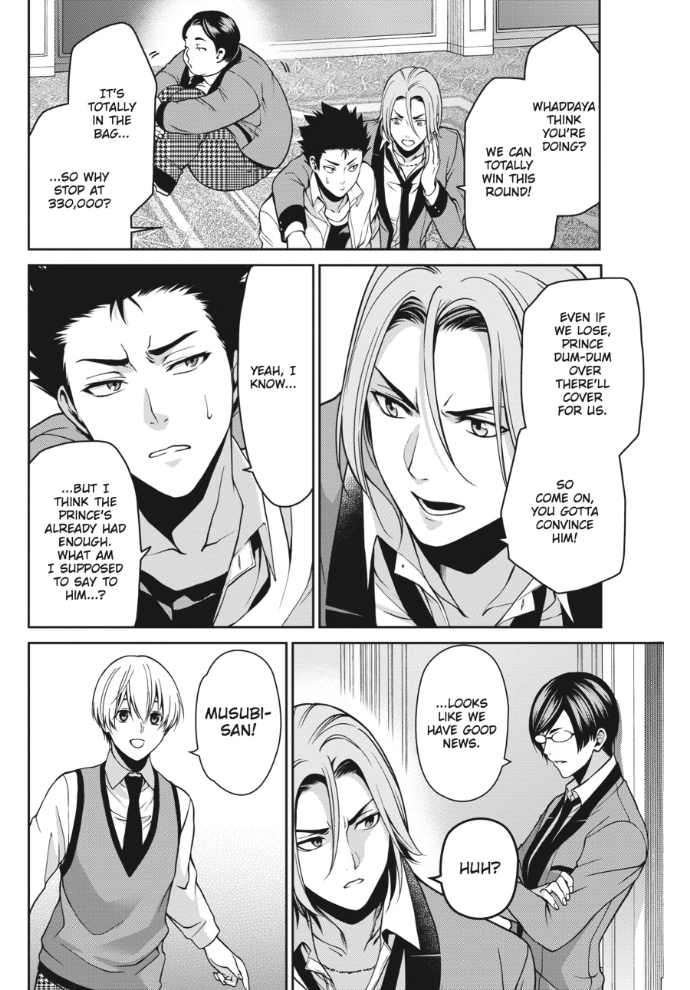 WHADDAYA
THINK
YOU'RE
DOING?
WE CAN
TOTALLY
WIN THIS
ROUND!
IT'S
TOTALLY
IN THE
BAG...
...SO WHY
STOP AT
330,000?
EVEN IF
WE LOSE,
PRINCE
DUM-DUM
OVER
THERE'LL
COVER
FOR US.
SO
COME ON,
YOU GOTTA
CONVINCE
HIM!
YEAH, I
KNOW...
...BUT I
THINK THE
PRINCE'S
ALREADY HAD
ENOUGH.
WHAT AM
I SUPPOSED
TO SAY TO
HIM...?
...LOOKS
LIKE WE
HAVE GOOD
NEWS.
HUH?
MUSUBI-
SAN!